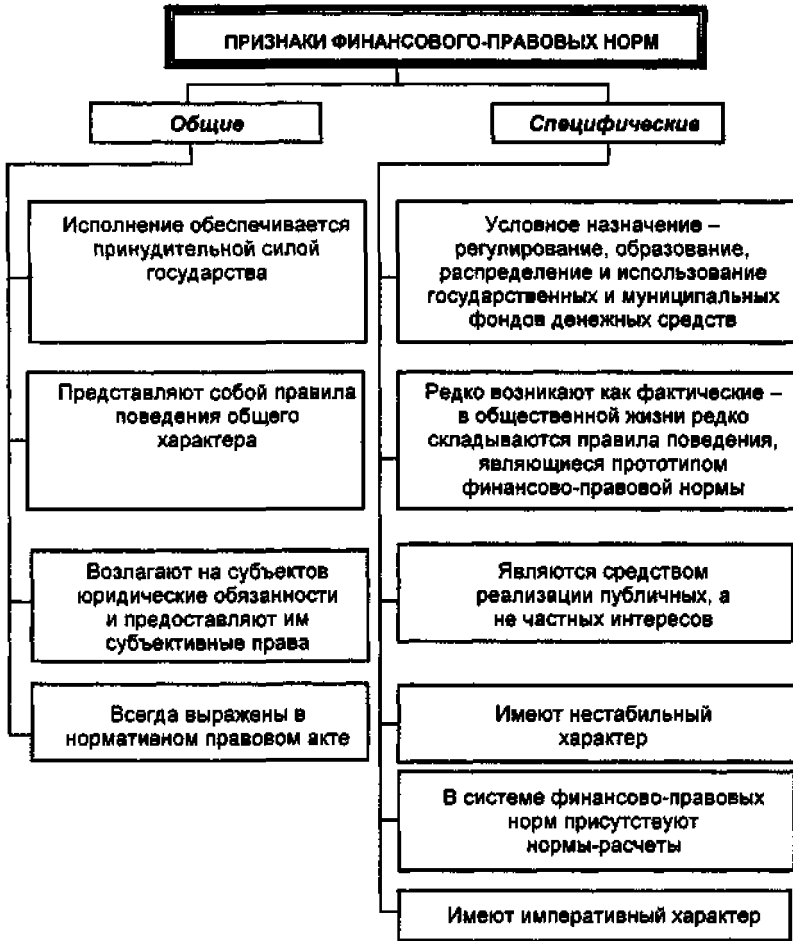 ПРИЗНАКИ ФИНАНСОВОГО-ПРАВОВЫХ НОРМ
Общие
Исполнение обеспечивается
принудительной силой
государства
Представляют собой правила
поведения общего
характера
Возлагают на субъектов
юридические обязанности
и предоставляют им
субъективные права
Всегда выражены в
нормативном правовом акте
Специфические
Условное назначение –
регулирование, образование,
распределение и использование
государственных и муниципальных
фондов денежных средств
Редко возникают как фактические –
в общественной жизни редко
складываются правила поведения,
являющиеся прототипом
финансово-правовой нормы
Являются средством
реализации публичных, а
не частных интересов
Имеют нестабильный
характер
В системе финансово-правовых
норм присутствуют
нормы-расчеты
Имеют императивный характер